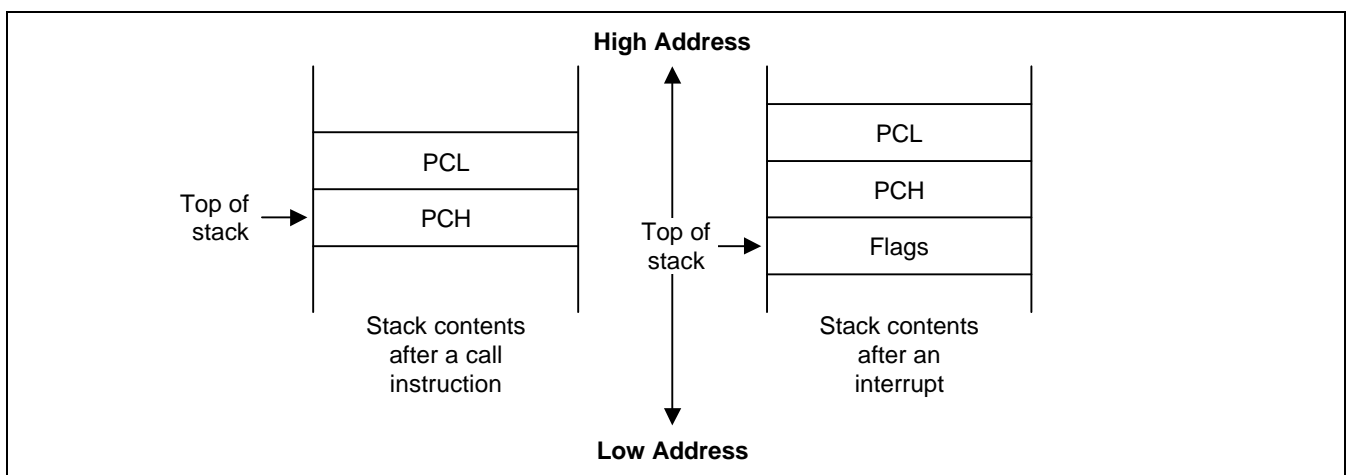 High Address
PCL
PCH
Top of
stack
Stack contents
after a call
instruction
Top of
stack
PCL
PCH
Flags
Stack contents
after an
interrupt
Low Address